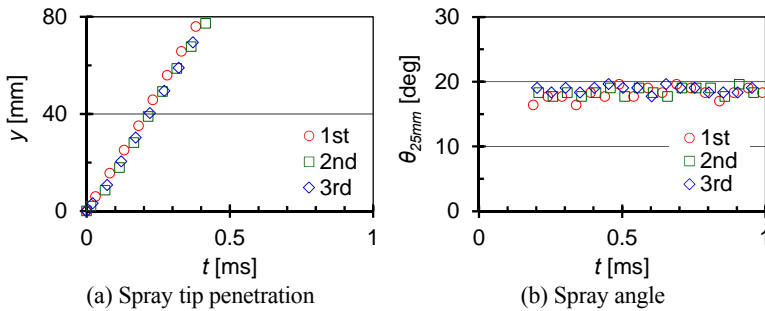 80
40
0
y [mm]
1st
2nd
3rd
0
0.5
1
t [ms]
(a) Spray tip penetration
30
20
10
0
θ25mm [deg]
1st
2nd
3rd
0
0.5
1
t [ms]
(b) Spray angle